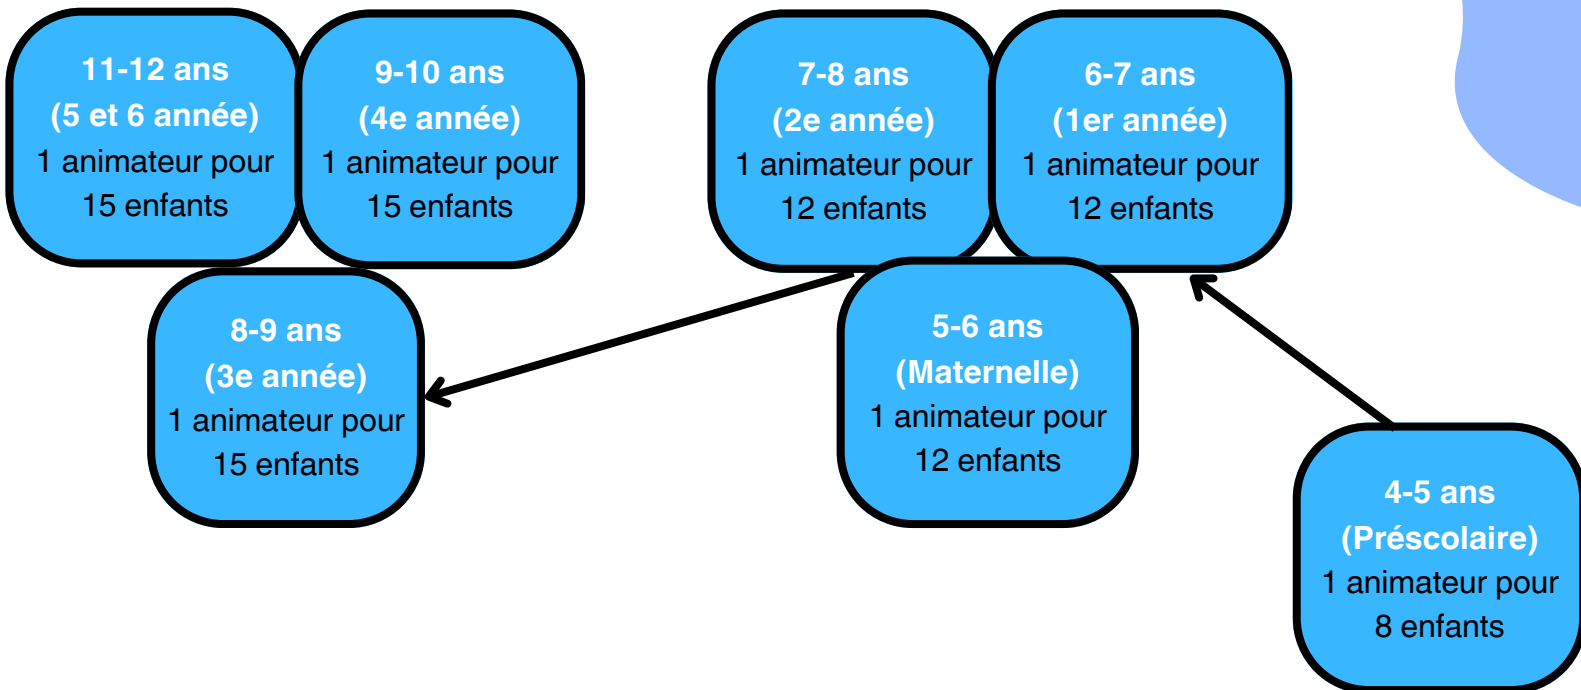 11-12 ans
(5 et 6 année)
1 animateur pour
15 enfants
9-10 ans
(4e année)
1 animateur pour
15 enfants
7-8 ans
(2e année)
1 animateur pour
12 enfants
6-7 ans
(1er année)
1 animateur pour
12 enfants
8-9 ans
(3e année)
1 animateur pour
15 enfants
5-6 ans
(Maternelle)
1 animateur pour
12 enfants
4-5 ans
(Préscolaire)
1 animateur pour
8 enfants